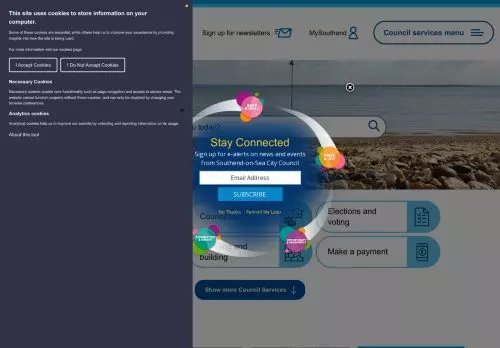 This site uses cookies to store information on your computer.
Some of these cookies are essential, while others help us to improve your experience by providing insights into how the site is being used.
For more information visit our cookies page
I Accept Cookies
I Do Not Accept Cookies
Necessary Cookies
Necessary cookies enable core functionality such as page navigation and access to secure areas. The website cannot function properly without these cookies, and can only be disabled by changing your browser preferences.
Analytics cookies
Analytical cookies help us to improve our website by collecting and reporting information on its usage.
About this tool
Sign up for newsletters
MySouthend
Council services menu
today?
Stay Connected
Sign up for e-alerts on news and events
from Southend-on-Sea City Council
Email Address
SUBSCRIBE
No Thanks
Remind Me Later
Council
Elections and
voting
and
building
Make a payment
Show more Council Services